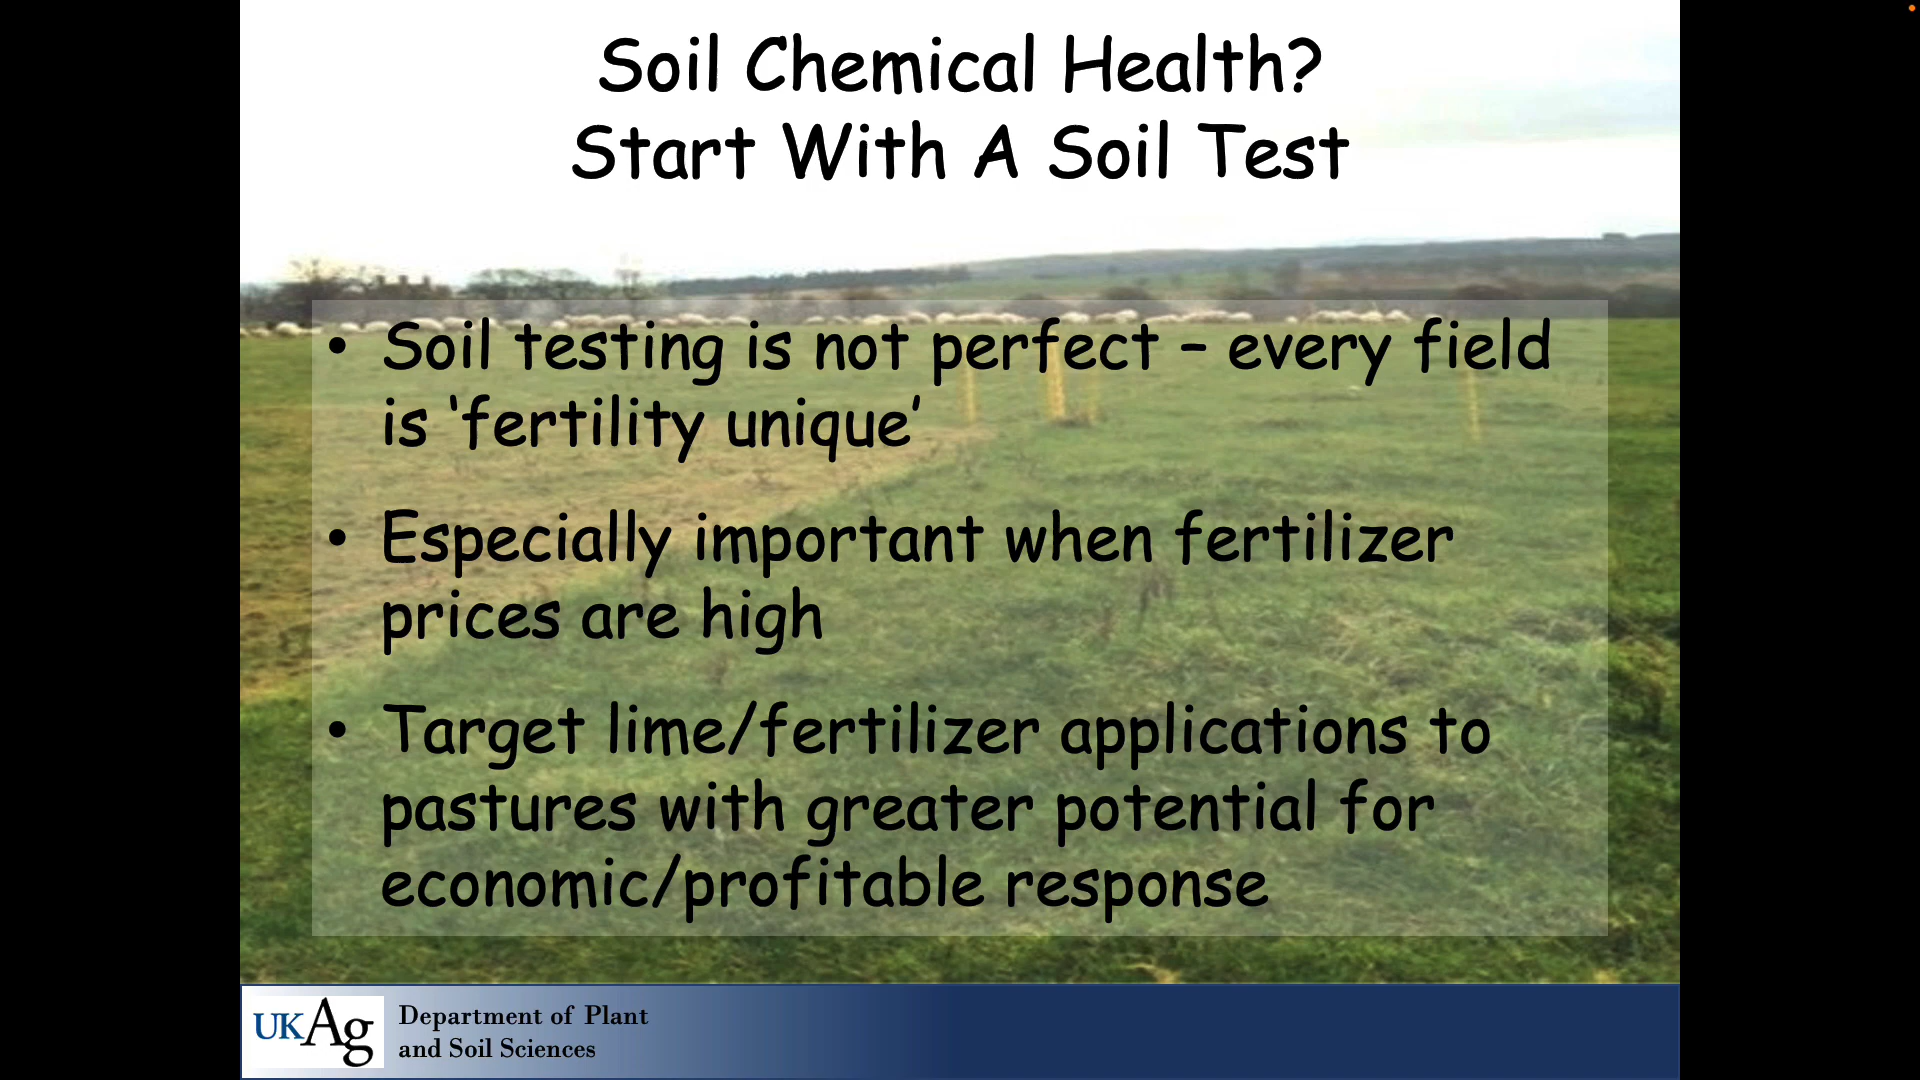 Soil Chemical Health?
Start With A Soil Test
• Soil testing is not perfect – every field
is ‘fertility unique’
• Especially important when fertilizer
prices are high
• Target lime/fertilizer applications to
pastures with greater potential for
economic/profitable response
UKAg
Department of Plant
and Soil Sciences